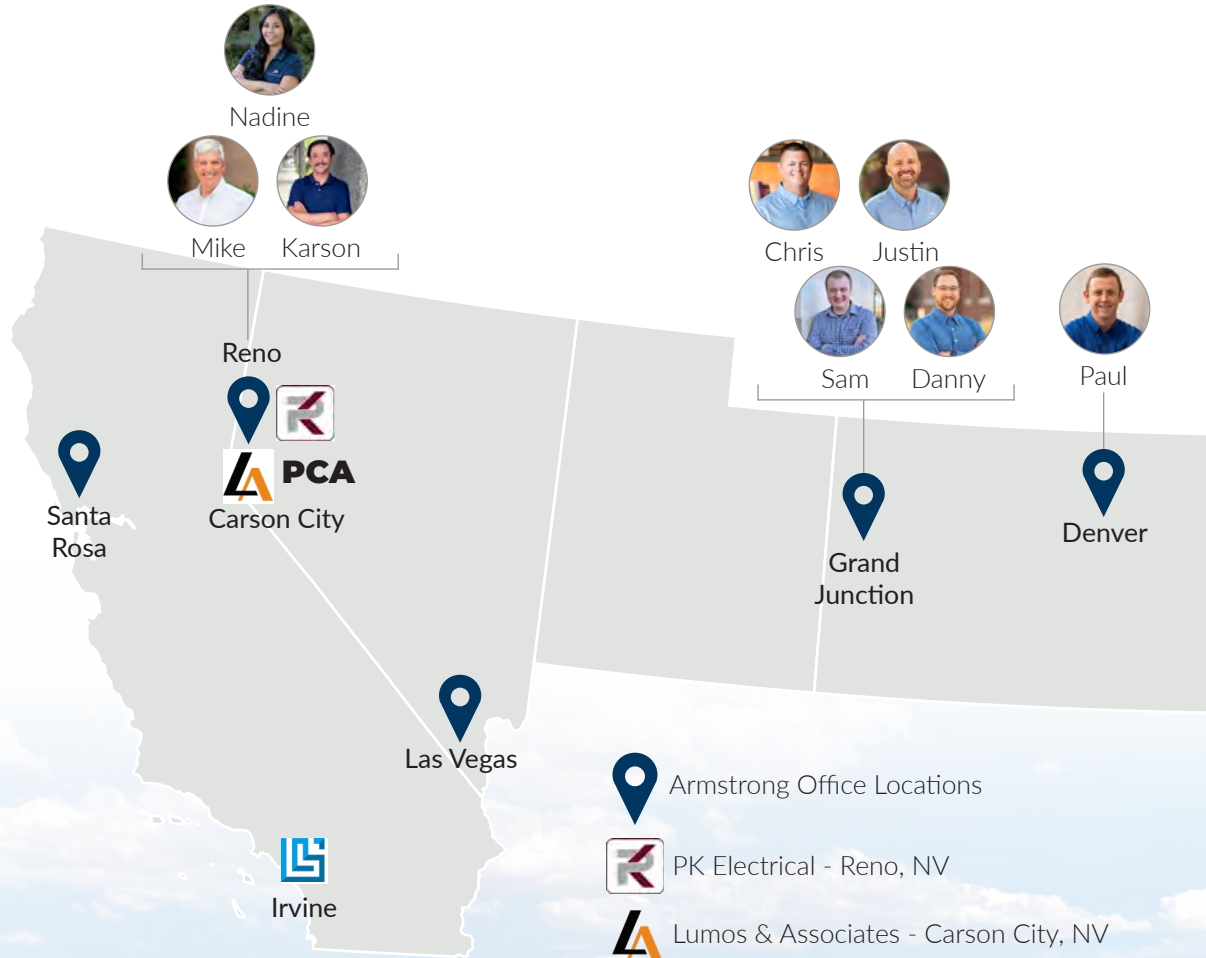 Nadine
Mike
Karson
Chris
Justin
Sam
Danny
Paul
Reno
PCA
Carson City
Santa
Rosa
Grand
Junction
Denver
Las Vegas
Irvine
Armstrong Office Locations
PK Electrical - Reno, NV
Lumos & Associates - Carson City, NV